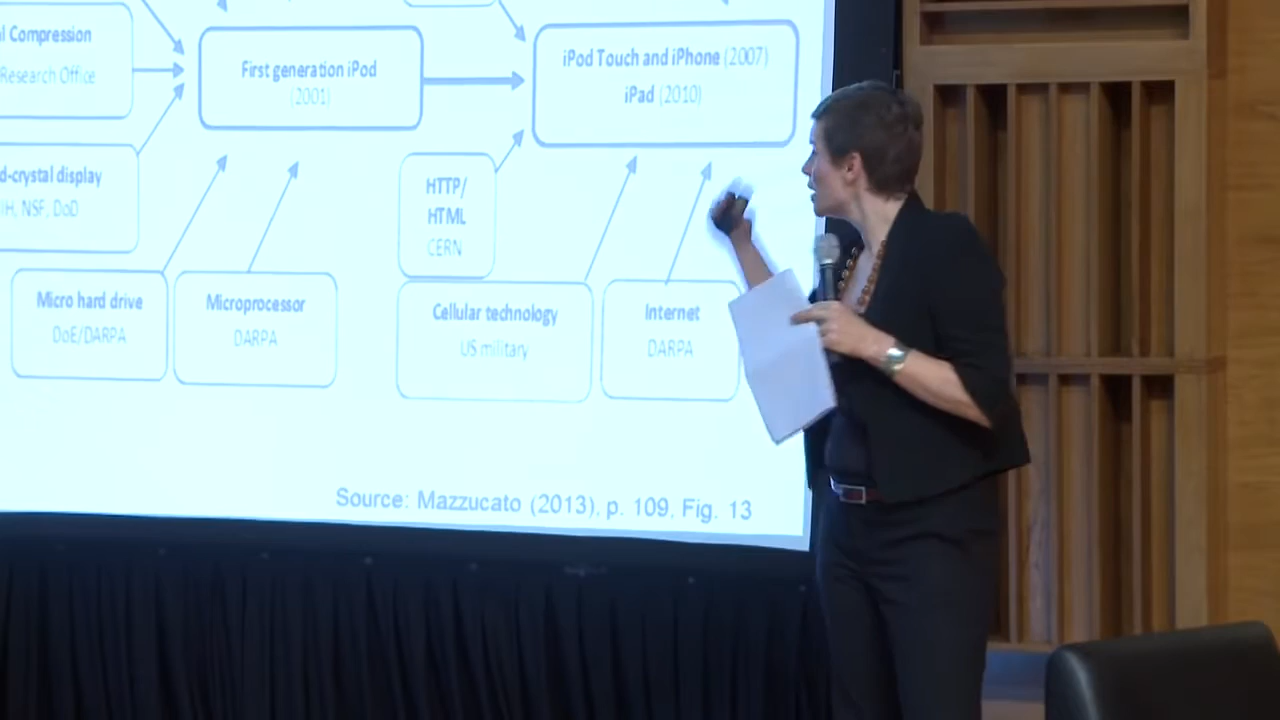 l Compression
Research Office
First generation iPod
(2001)
iPod Touch and iPhone (2007)
iPad (2010)
d-crystal display
IH, NSF, DoD
HTTP/
HTML
CERN
Micro hard drive
DoE/DARPA
Microprocessor
DARPA
Cellular technology
US military
Internet
DARPA
Source: Mazzucato (2013), p. 109, Fig. 13